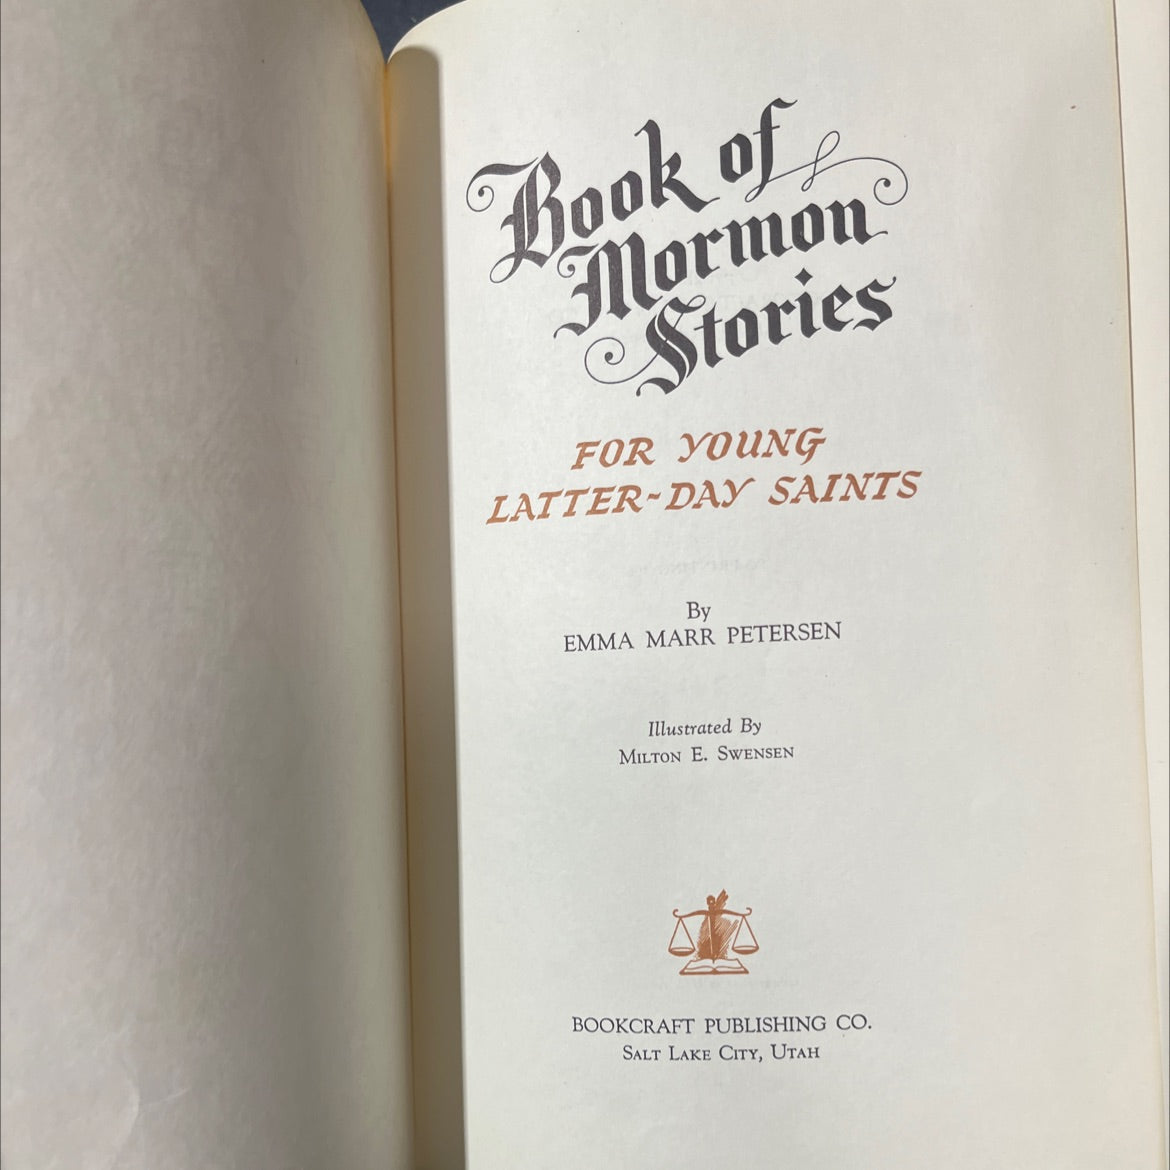 Book of
Mormon
Stories
FOR YOUNG
LATTER-DAY SAINTS
By
EMMA MARR PETERSEN
Illustrated By
MILTON E. SWENSEN
BOOKCRAFT PUBLISHING CO.
SALT LAKE CITY, UTAH